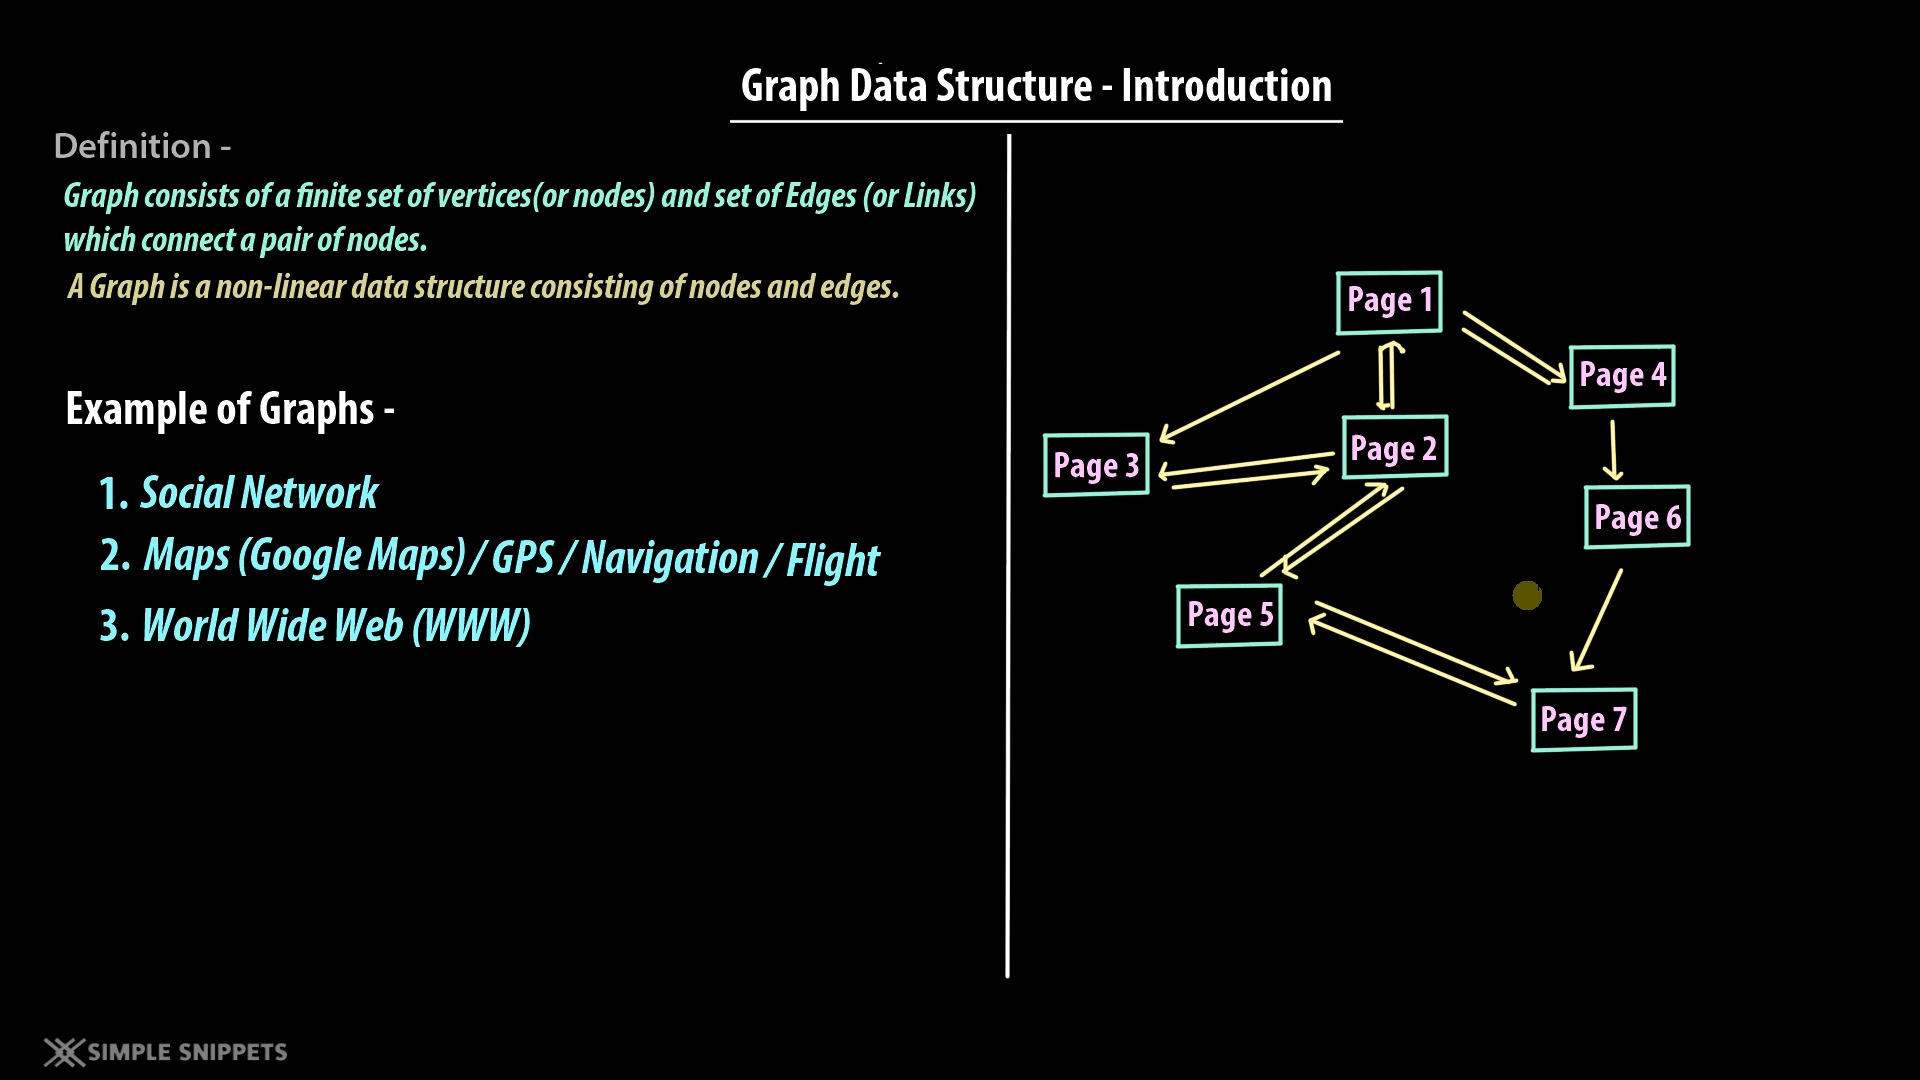 Graph Data Structure - Introduction
Definition -
Graph consists of a finite set of vertices(or nodes) and set of Edges (or Links)
which connect a pair of nodes.
A Graph is a non-linear data structure consisting of nodes and edges.
Example of Graphs -
1. Social Network
2. Maps (Google Maps) / GPS / Navigation / Flight
3. World Wide Web (WWW)
Page 1
Page 4
Page 2
Page 3
Page 6
Page 5
Page 7
SIMPLE SNIPPETS